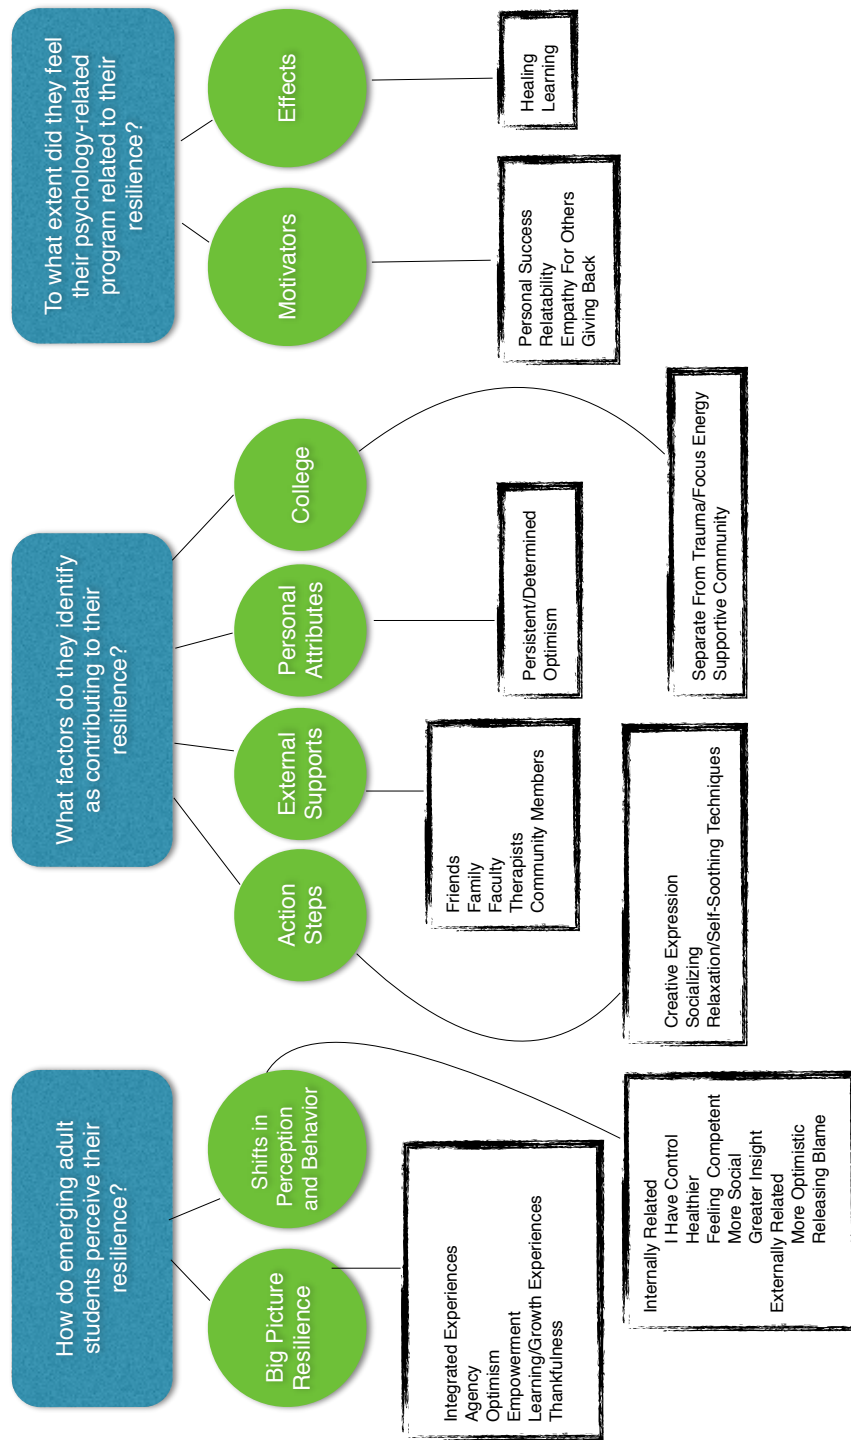 How do emerging adult
students perceive their
resilience?
Big Picture
Resilience
Shifts in
Perception
and Behavior
Integrated Experiences
Agency
Optimism
Empowerment
Learning/Growth Experiences
Thankfulness
Internally Related
I Have Control
Healthier
Feeling Competent
More Social
Greater Insight
Externally Related
More Optimistic
Releasing Blame
What factors do they identify
as contributing to their
resilience?
Action
Steps
External
Supports
Personal
Attributes
College
Creative Expression
Socializing
Relaxation/Self-Soothing Techniques
Friends
Family
Faculty
Therapists
Community Members
Persistent/Determined
Optimism
Separate From Trauma/Focus Energy
Supportive Community
To what extent did they feel
their psychology-related
program related to their
resilience?
Motivators
Effects
Personal Success
Relatability
Empathy For Others
Giving Back
Healing
Learning